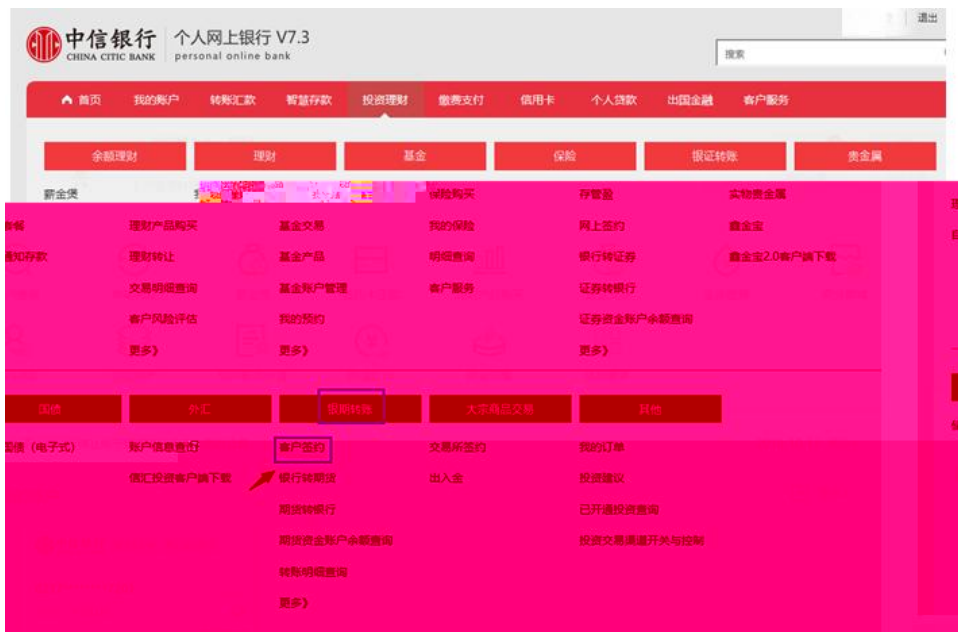 退出
中信银行 个人网上银行 V7.3
CHINA CITIC BANK personal online bank
搜索
首页 我的账户 转账汇款 智慧存款 投资理财 缴费支付 信用卡 个人贷款 出国金融 客户服务
余额理财 理财 基金 保险 银证转账 贵金属
薪金煲 保险购买 存管盈 实物贵金属
理财产品购买 基金交易 我的保险 网上签约 鑫金宝
通知存款 理财转让 基金产品 明细查询 银行转证券 鑫金宝2.0客户端下载
交易明细查询 基金账户管理 客户服务 证券转银行
客户风险评估 我的预约 证券资金账户余额查询
更多》 更多》 更多》
国债 外汇 银期转账 大宗商品交易 其他
国债（电子式） 账户信息查询 客户签约 交易所签约 我的订单
信汇投资客户端下载 银行转期货 出入金 投资建议
期货转银行 已开通投资查询
期货资金账户余额查询 投资交易渠道开关与控制
转账明细查询
更多》